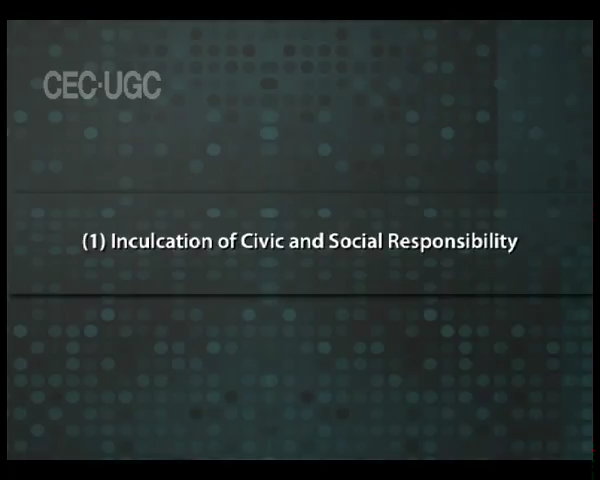 CEC-UGC
(1) Inculcation of Civic and Social Responsibility